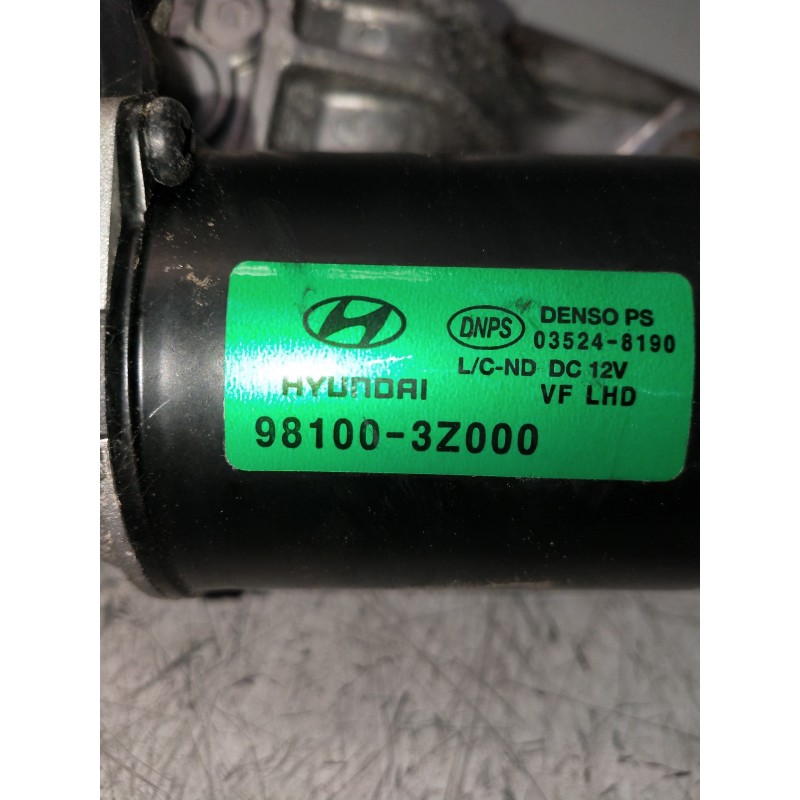 HYUNDAI
DNPS
DENSO PS
03524-8190
L/C-ND DC 12V
VF LHD
98100-3Z000